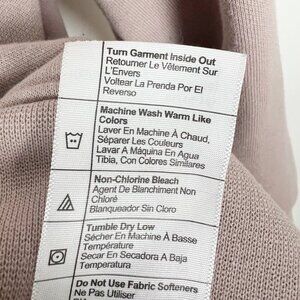 Turn Garment Inside Out
Retourner Le Vêtement Sur
L'Envers
Voltear La Prenda Por El
Reverso
Machine Wash Warm Like
Colors
Laver En Machine À Chaud,
Séparer Les Couleurs
Lavar A Máquina En Agua
Tibia, Con Colores Similares
Non-Chlorine Bleach
Agent De Blanchiment Non
Chloré
Blanqueador Sin Cloro
Tumble Dry Low
Sécher En Machine À Basse
Température
Secar En Secadora A Baja
Temperatura
Do Not Use Fabric Softeners
Ne Pas Utiliser